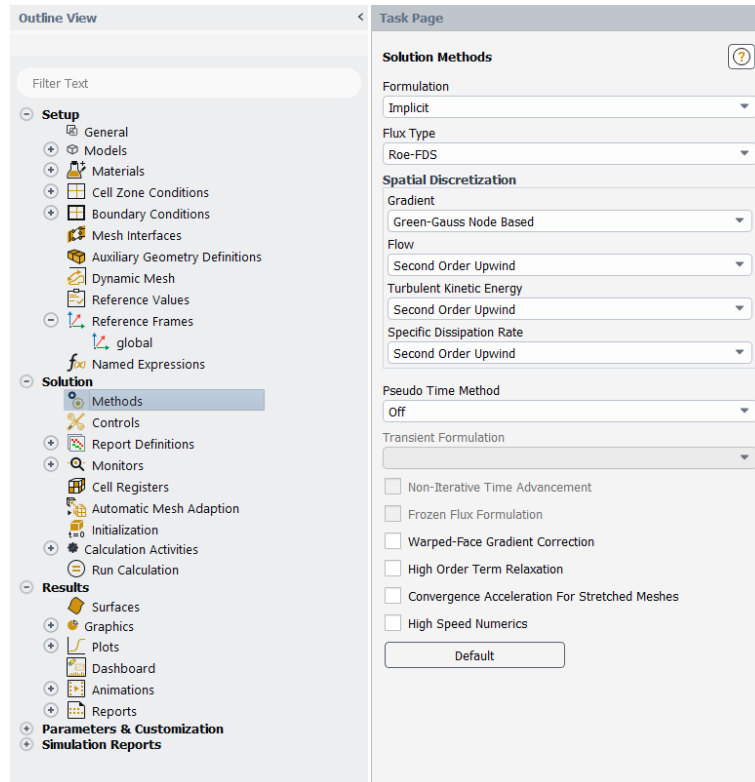 Outline View
<
Filter Text
Setup
General
Models
Materials
Cell Zone Conditions
Boundary Conditions
Mesh Interfaces
Auxiliary Geometry Definitions
Dynamic Mesh
Reference Values
Reference Frames
global
f(x) Named Expressions
Solution
Methods
Controls
Report Definitions
Monitors
Cell Registers
Automatic Mesh Adaption
t=0 Initialization
Calculation Activities
Run Calculation
Results
Surfaces
Graphics
Plots
Dashboard
Animations
Reports
Parameters & Customization
Simulation Reports
Task Page
Solution Methods
?
Formulation
Implicit
Flux Type
Roe-FDS
Spatial Discretization
Gradient
Green-Gauss Node Based
Flow
Second Order Upwind
Turbulent Kinetic Energy
Second Order Upwind
Specific Dissipation Rate
Second Order Upwind
Pseudo Time Method
Off
Transient Formulation
Non-Iterative Time Advancement
Frozen Flux Formulation
Warped-Face Gradient Correction
High Order Term Relaxation
Convergence Acceleration For Stretched Meshes
High Speed Numerics
Default